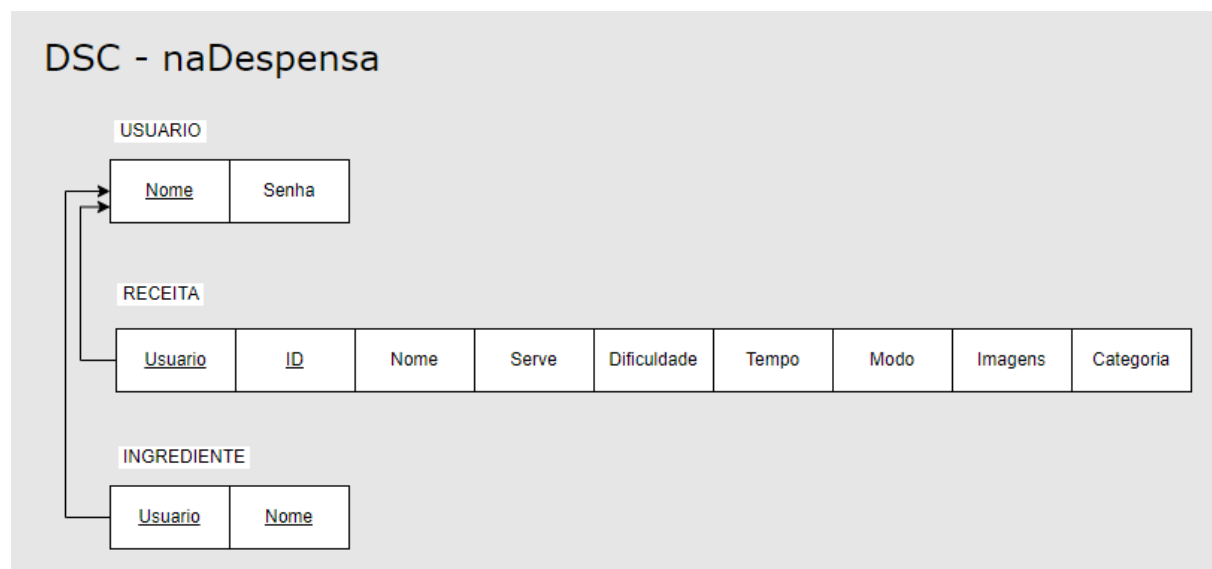 DSC - naDespensa
USUARIO
Nome Senha
RECEITA
Usuario ID Nome Serve Dificuldade Tempo Modo Imagens Categoria
INGREDIENTE
Usuario Nome